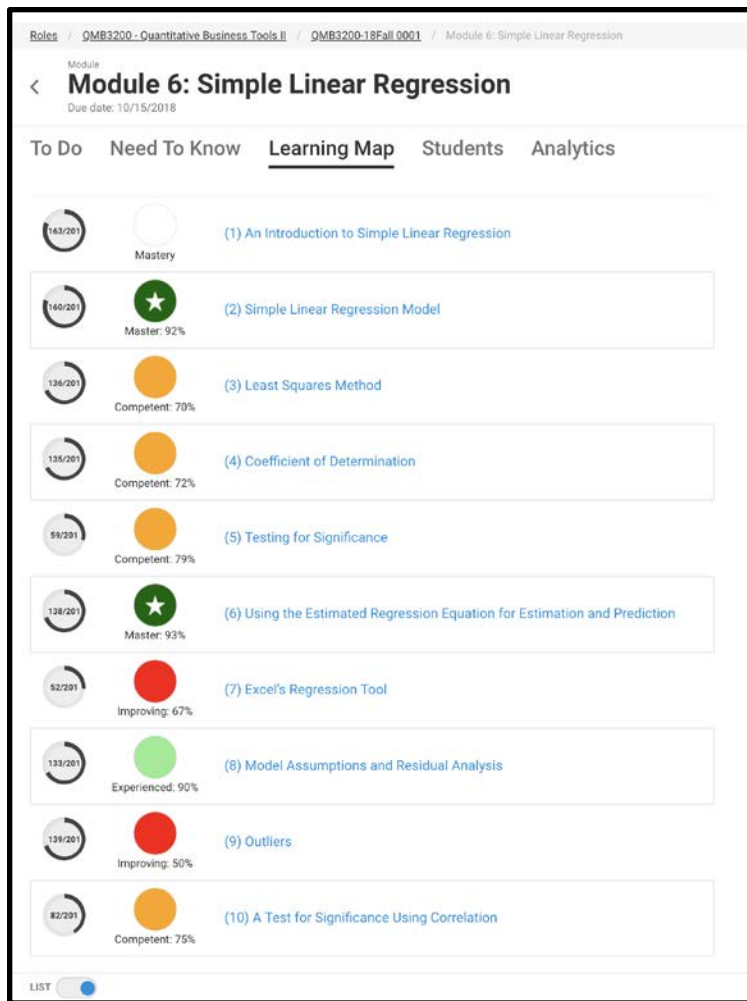 Roles / QMB3200 - Quantitative Business Tools II / QMB3200-18Fall 0001 / Module 6: Simple Linear Regression
Module
Module 6: Simple Linear Regression
Due date: 10/15/2018
To Do Need To Know Learning Map Students Analytics
163/201
Mastery
(1) An Introduction to Simple Linear Regression
160/201
Master: 92%
(2) Simple Linear Regression Model
136/201
Competent: 70%
(3) Least Squares Method
135/201
Competent: 72%
(4) Coefficient of Determination
59/201
Competent: 79%
(5) Testing for Significance
138/201
Master: 93%
(6) Using the Estimated Regression Equation for Estimation and Prediction
52/201
Improving: 67%
(7) Excel's Regression Tool
133/201
Experienced: 90%
(8) Model Assumptions and Residual Analysis
139/201
Improving: 50%
(9) Outliers
82/201
Competent: 75%
(10) A Test for Significance Using Correlation
LIST